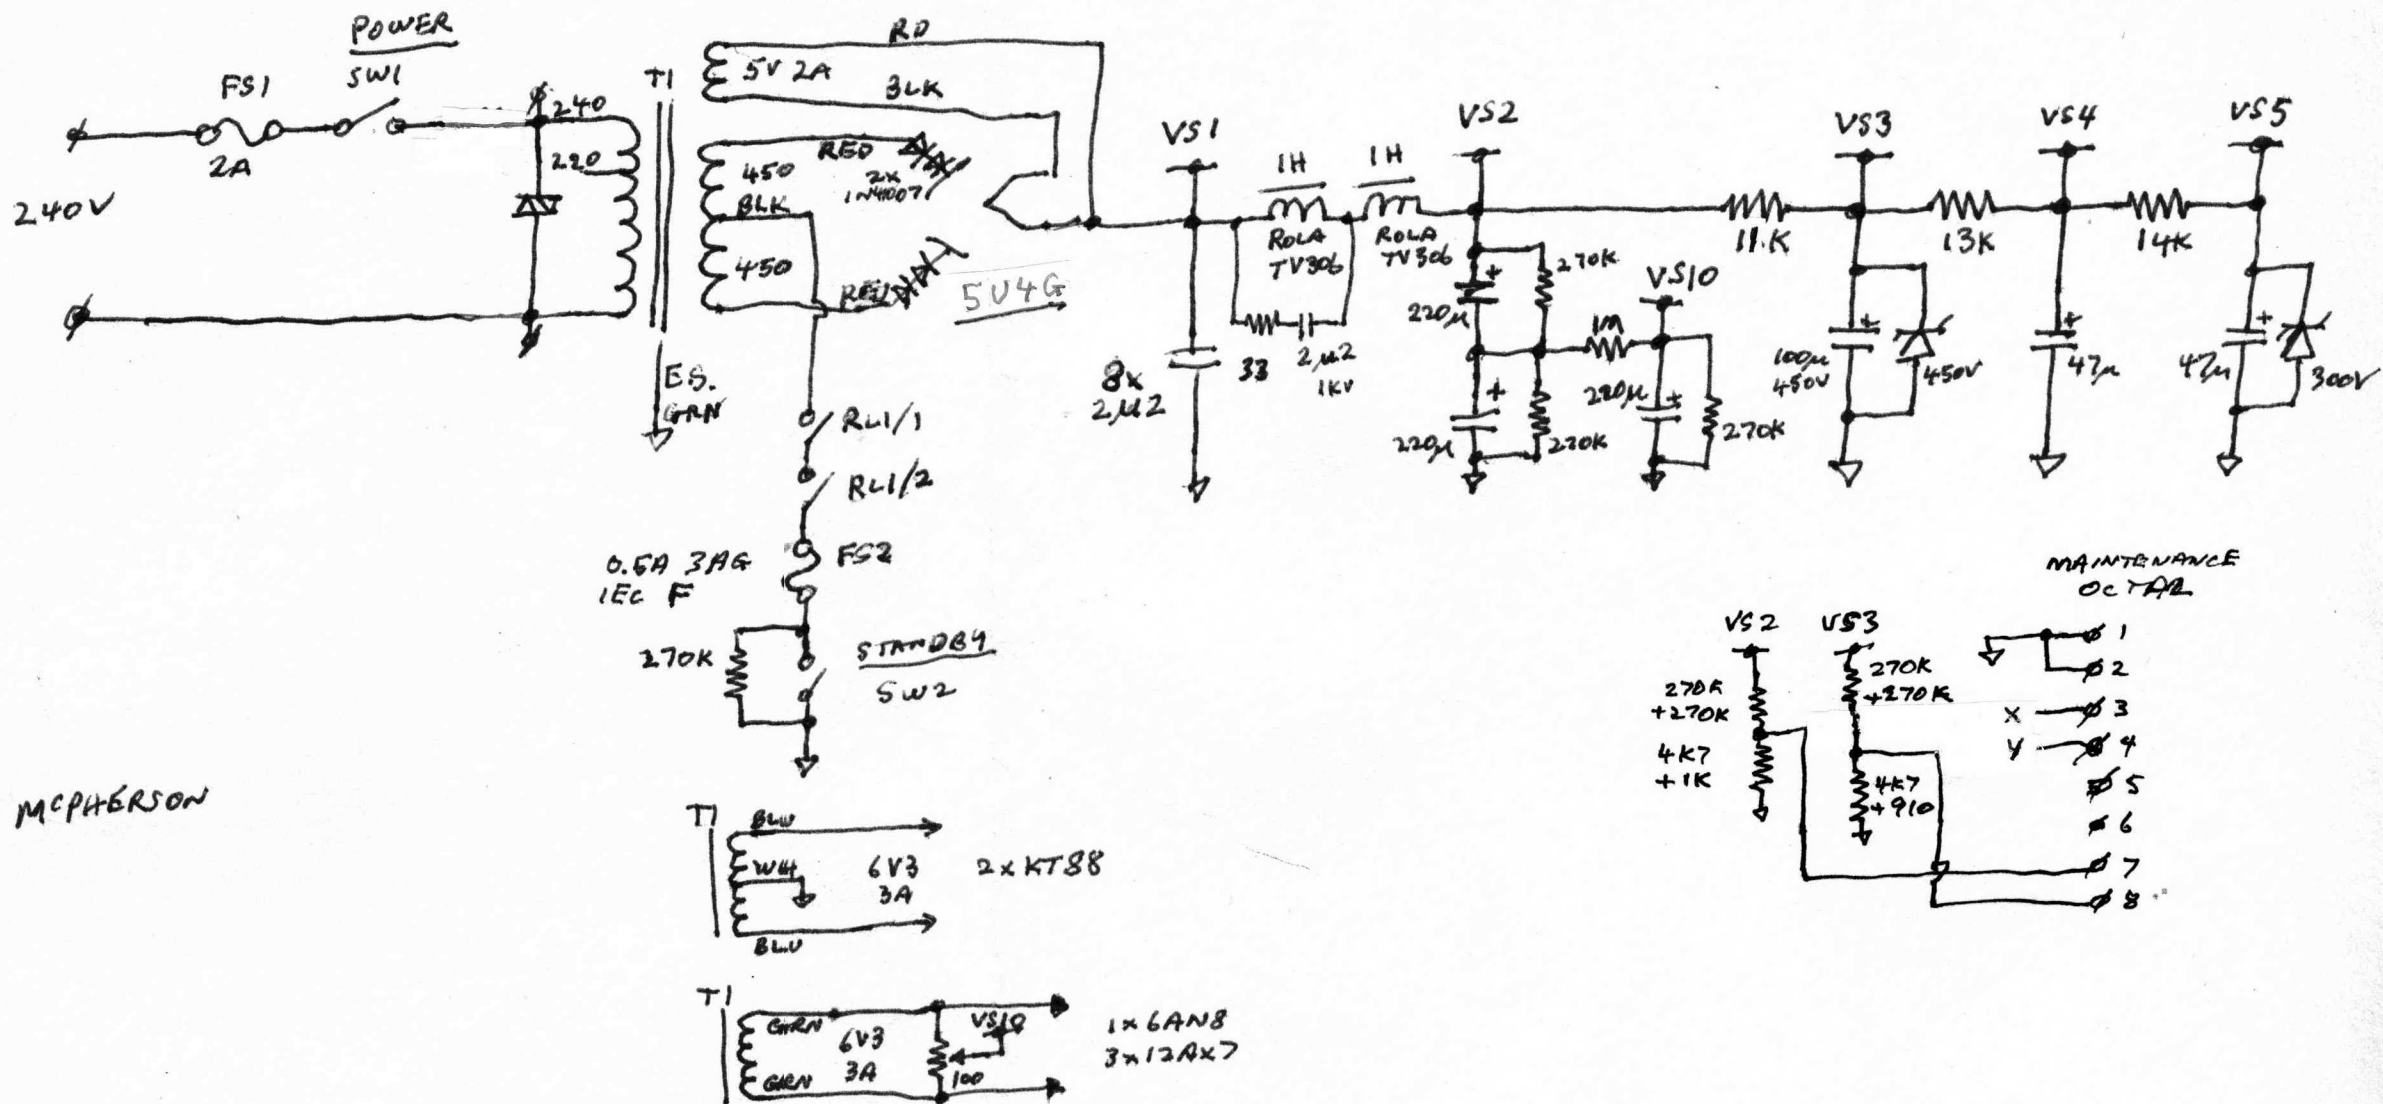 POWER
SW1
FS1
2A
240V
240
220
T1
RD
5V 2A
BLK
RED
450
2x
1N4007
BLK
450
RED
5V4G
ES.
GRN
RL1/1
RL1/2
0.5A 3AG
IEC F
FS2
270K
STANDBY
SW2
VS1
8x
2µ2
1H
ROLA
TV306
1H
ROLA
TV306
33
2µ2
1KV
VS2
220µ
270K
220µ
270K
1M
VS10
220µ
270K
11K
VS3
100µ
450V
450V
13K
VS4
47µ
14K
VS5
47µ
300V
MCPHERSON
T1
BLU
WH
6V3
3A
BLU
2xKT88
T1
GRN
6V3
3A
GRN
VS10
100
1x6AN8
3x12AX7
VS2
270K
+270K
4K7
+1K
VS3
270K
+270K
4K7
+910
MAINTENANCE
OCTAL
1
2
X 3
Y 4
5
6
7
8